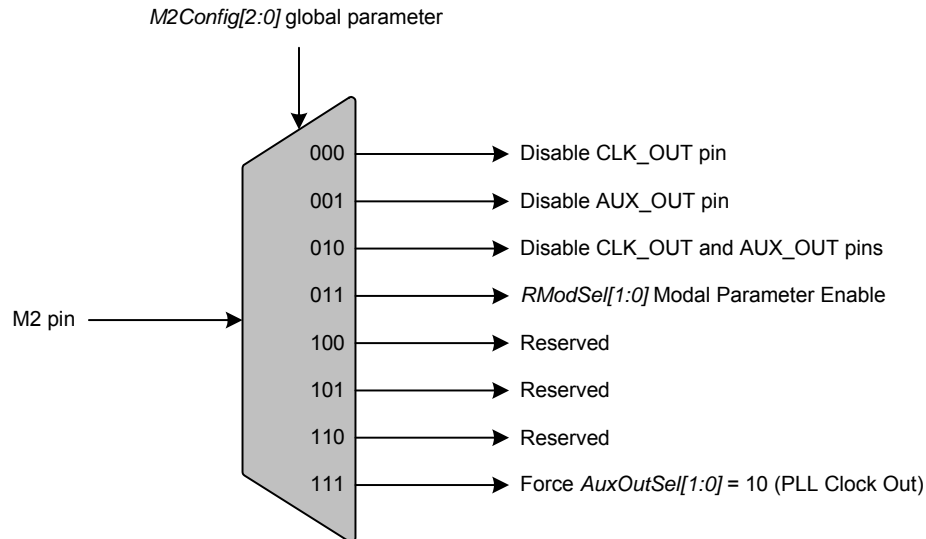 M2Config[2:0] global parameter
000 Disable CLK_OUT pin
001 Disable AUX_OUT pin
010 Disable CLK_OUT and AUX_OUT pins
011 RModSel[1:0] Modal Parameter Enable
M2 pin
100 Reserved
101 Reserved
110 Reserved
111 Force AuxOutSel[1:0] = 10 (PLL Clock Out)